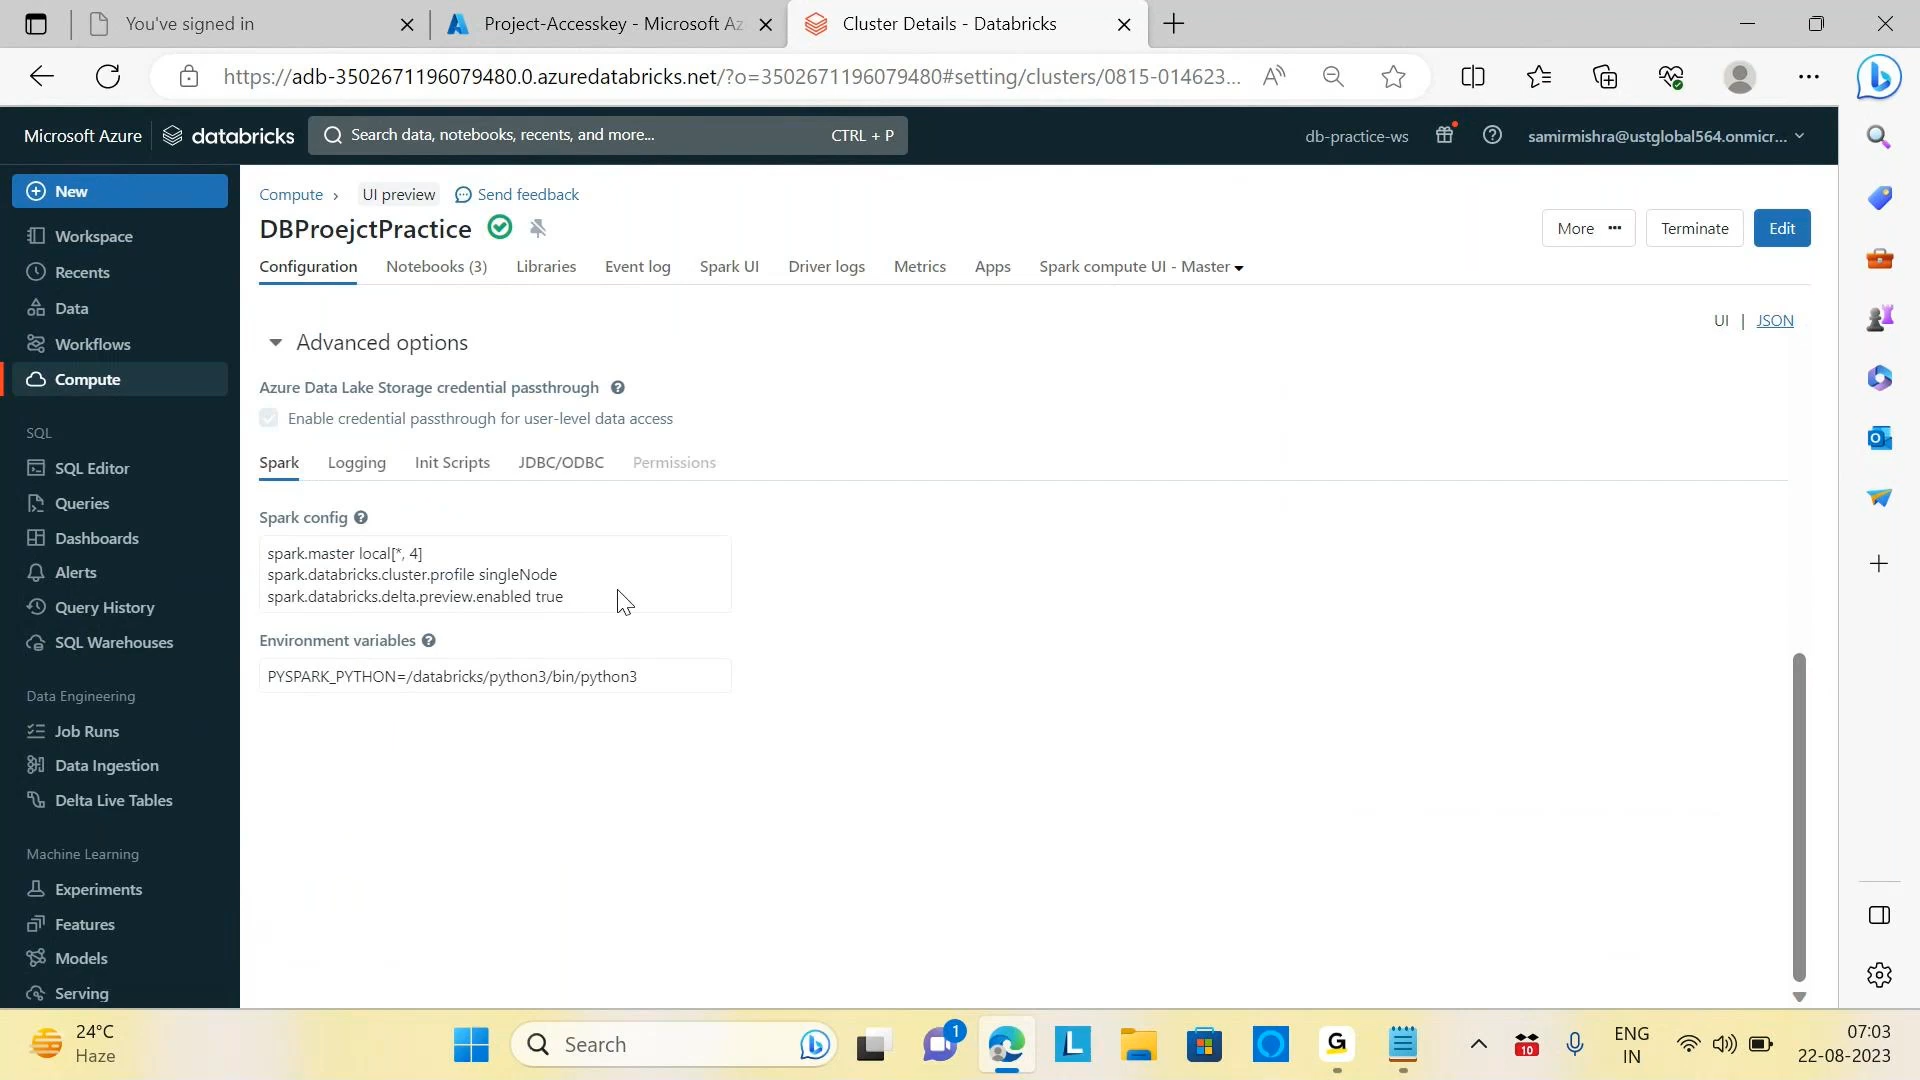 You've signed in
Project-Accesskey - Microsoft Az
Cluster Details - Databricks
https://adb-3502671196079480.0.azuredatabricks.net/?o=3502671196079480#setting/clusters/0815-014623...
Microsoft Azure
databricks
Search data, notebooks, recents, and more...
CTRL + P
db-practice-ws
samirmishra@ustglobal564.onmicr...
New
Workspace
Recents
Data
Workflows
Compute
SQL
SQL Editor
Queries
Dashboards
Alerts
Query History
SQL Warehouses
Data Engineering
Job Runs
Data Ingestion
Delta Live Tables
Machine Learning
Experiments
Features
Models
Serving
Compute
UI preview
Send feedback
DBProejctPractice
More
Terminate
Edit
Configuration
Notebooks (3)
Libraries
Event log
Spark UI
Driver logs
Metrics
Apps
Spark compute UI - Master
UI | JSON
Advanced options
Azure Data Lake Storage credential passthrough
Enable credential passthrough for user-level data access
Spark
Logging
Init Scripts
JDBC/ODBC
Permissions
Spark config
spark.master local[*, 4]
spark.databricks.cluster.profile singleNode
spark.databricks.delta.preview.enabled true
Environment variables
PYSPARK_PYTHON=/databricks/python3/bin/python3
24°C
Haze
Search
1
L
G
10
ENG
IN
07:03
22-08-2023